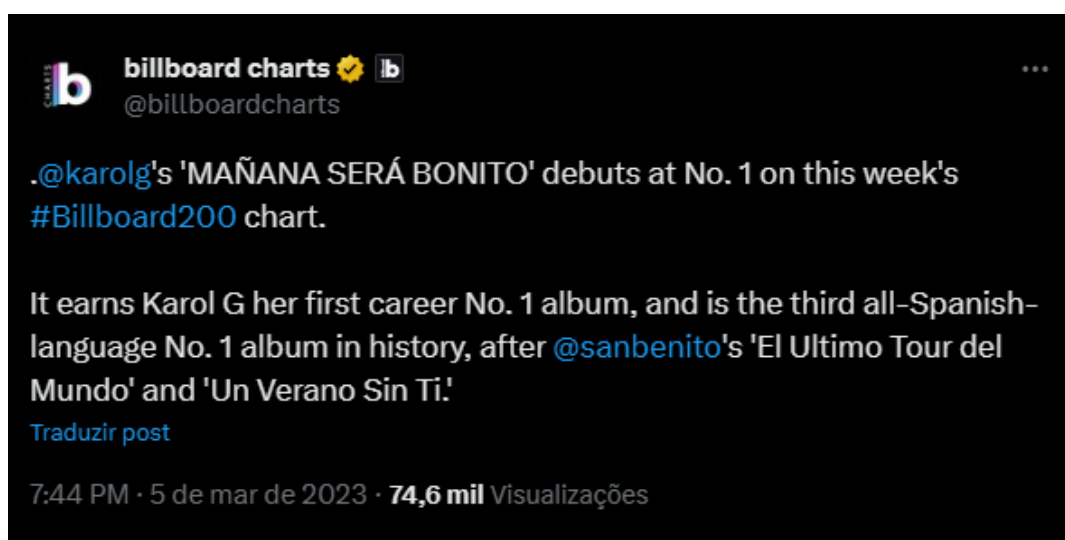 billboard charts
@billboardcharts
.@karolg's 'MAÑANA SERÁ BONITO' debuts at No. 1 on this week's
#Billboard200 chart.
It earns Karol G her first career No. 1 album, and is the third all-Spanish-
language No. 1 album in history, after @sanbenito's 'El Ultimo Tour del
Mundo' and 'Un Verano Sin Ti.'
Traduzir post
7:44 PM · 5 de mar de 2023 · 74,6 mil Visualizações
CHARTS
b
b